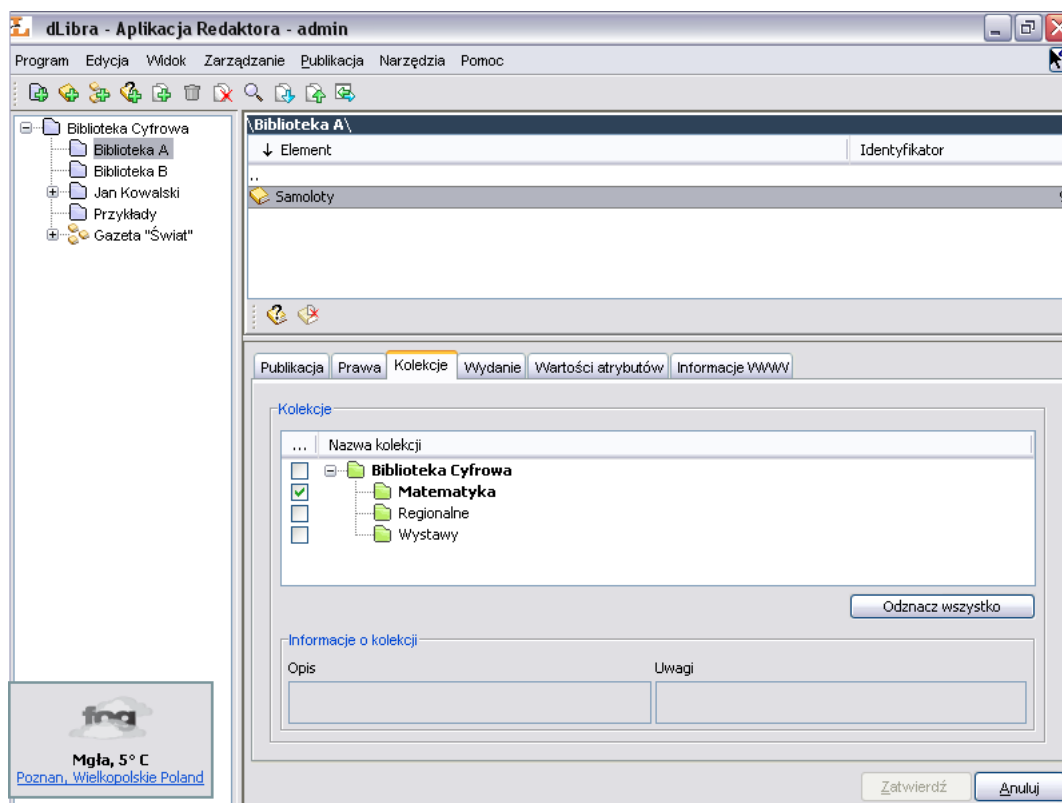 dLibra - Aplikacja Redaktora - admin
Program Edycja Widok Zarządzanie Publikacja Narzędzia Pomoc
Biblioteka Cyfrowa
Biblioteka A
Biblioteka B
Jan Kowalski
Przykłady
Gazeta "Świat"
\Biblioteka A\
Element Identyfikator
..
Samoloty
Publikacja Prawa Kolekcje Wydanie Wartości atrybutów Informacje WWW
Kolekcje
... Nazwa kolekcji
Biblioteka Cyfrowa
Matematyka
Regionalne
Wystawy
Odznacz wszystko
Informacje o kolekcji
Opis Uwagi
fog
Mgła, 5° C
Poznan, Wielkopolskie Poland
Zatwierdź Anuluj